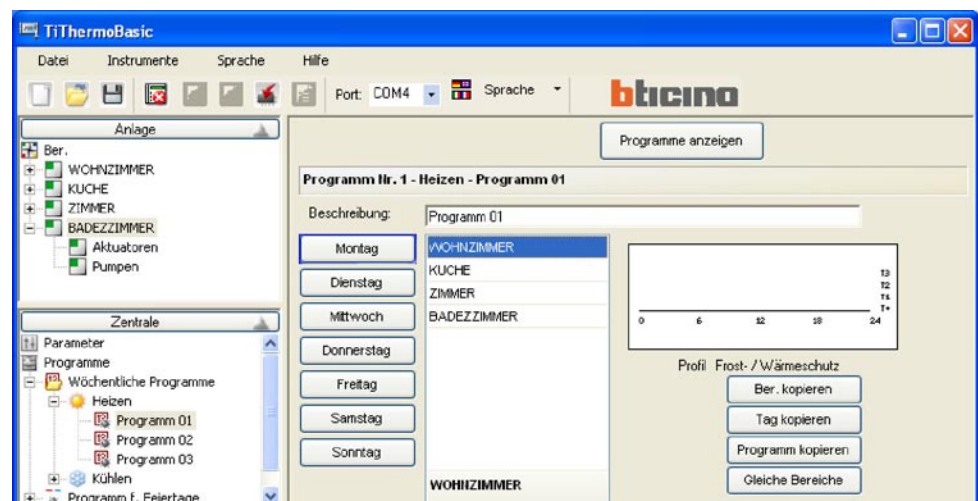 TiThermoBasic
Datei Instrumente Sprache Hilfe
Port: COM4 Sprache
bticino
Anlage
Ber.
WOHNZIMMER
KUCHE
ZIMMER
BADEZZIMMER
Aktuatoren
Pumpen
Zentrale
Parameter
Programme
Wöchentliche Programme
Heizen
Programm 01
Programm 02
Programm 03
Kühlen
Programm f. Feiertage
Programme anzeigen
Programm Nr. 1 - Heizen - Programm 01
Beschreibung: Programm 01
Montag
Dienstag
Mittwoch
Donnerstag
Freitag
Samstag
Sonntag
WOHNZIMMER
KUCHE
ZIMMER
BADEZZIMMER
WOHNZIMMER
T3
T2
T1
T*
0 6 12 18 24
Profil Frost- / Wärmeschutz
Ber. kopieren
Tag kopieren
Programm kopieren
Gleiche Bereiche